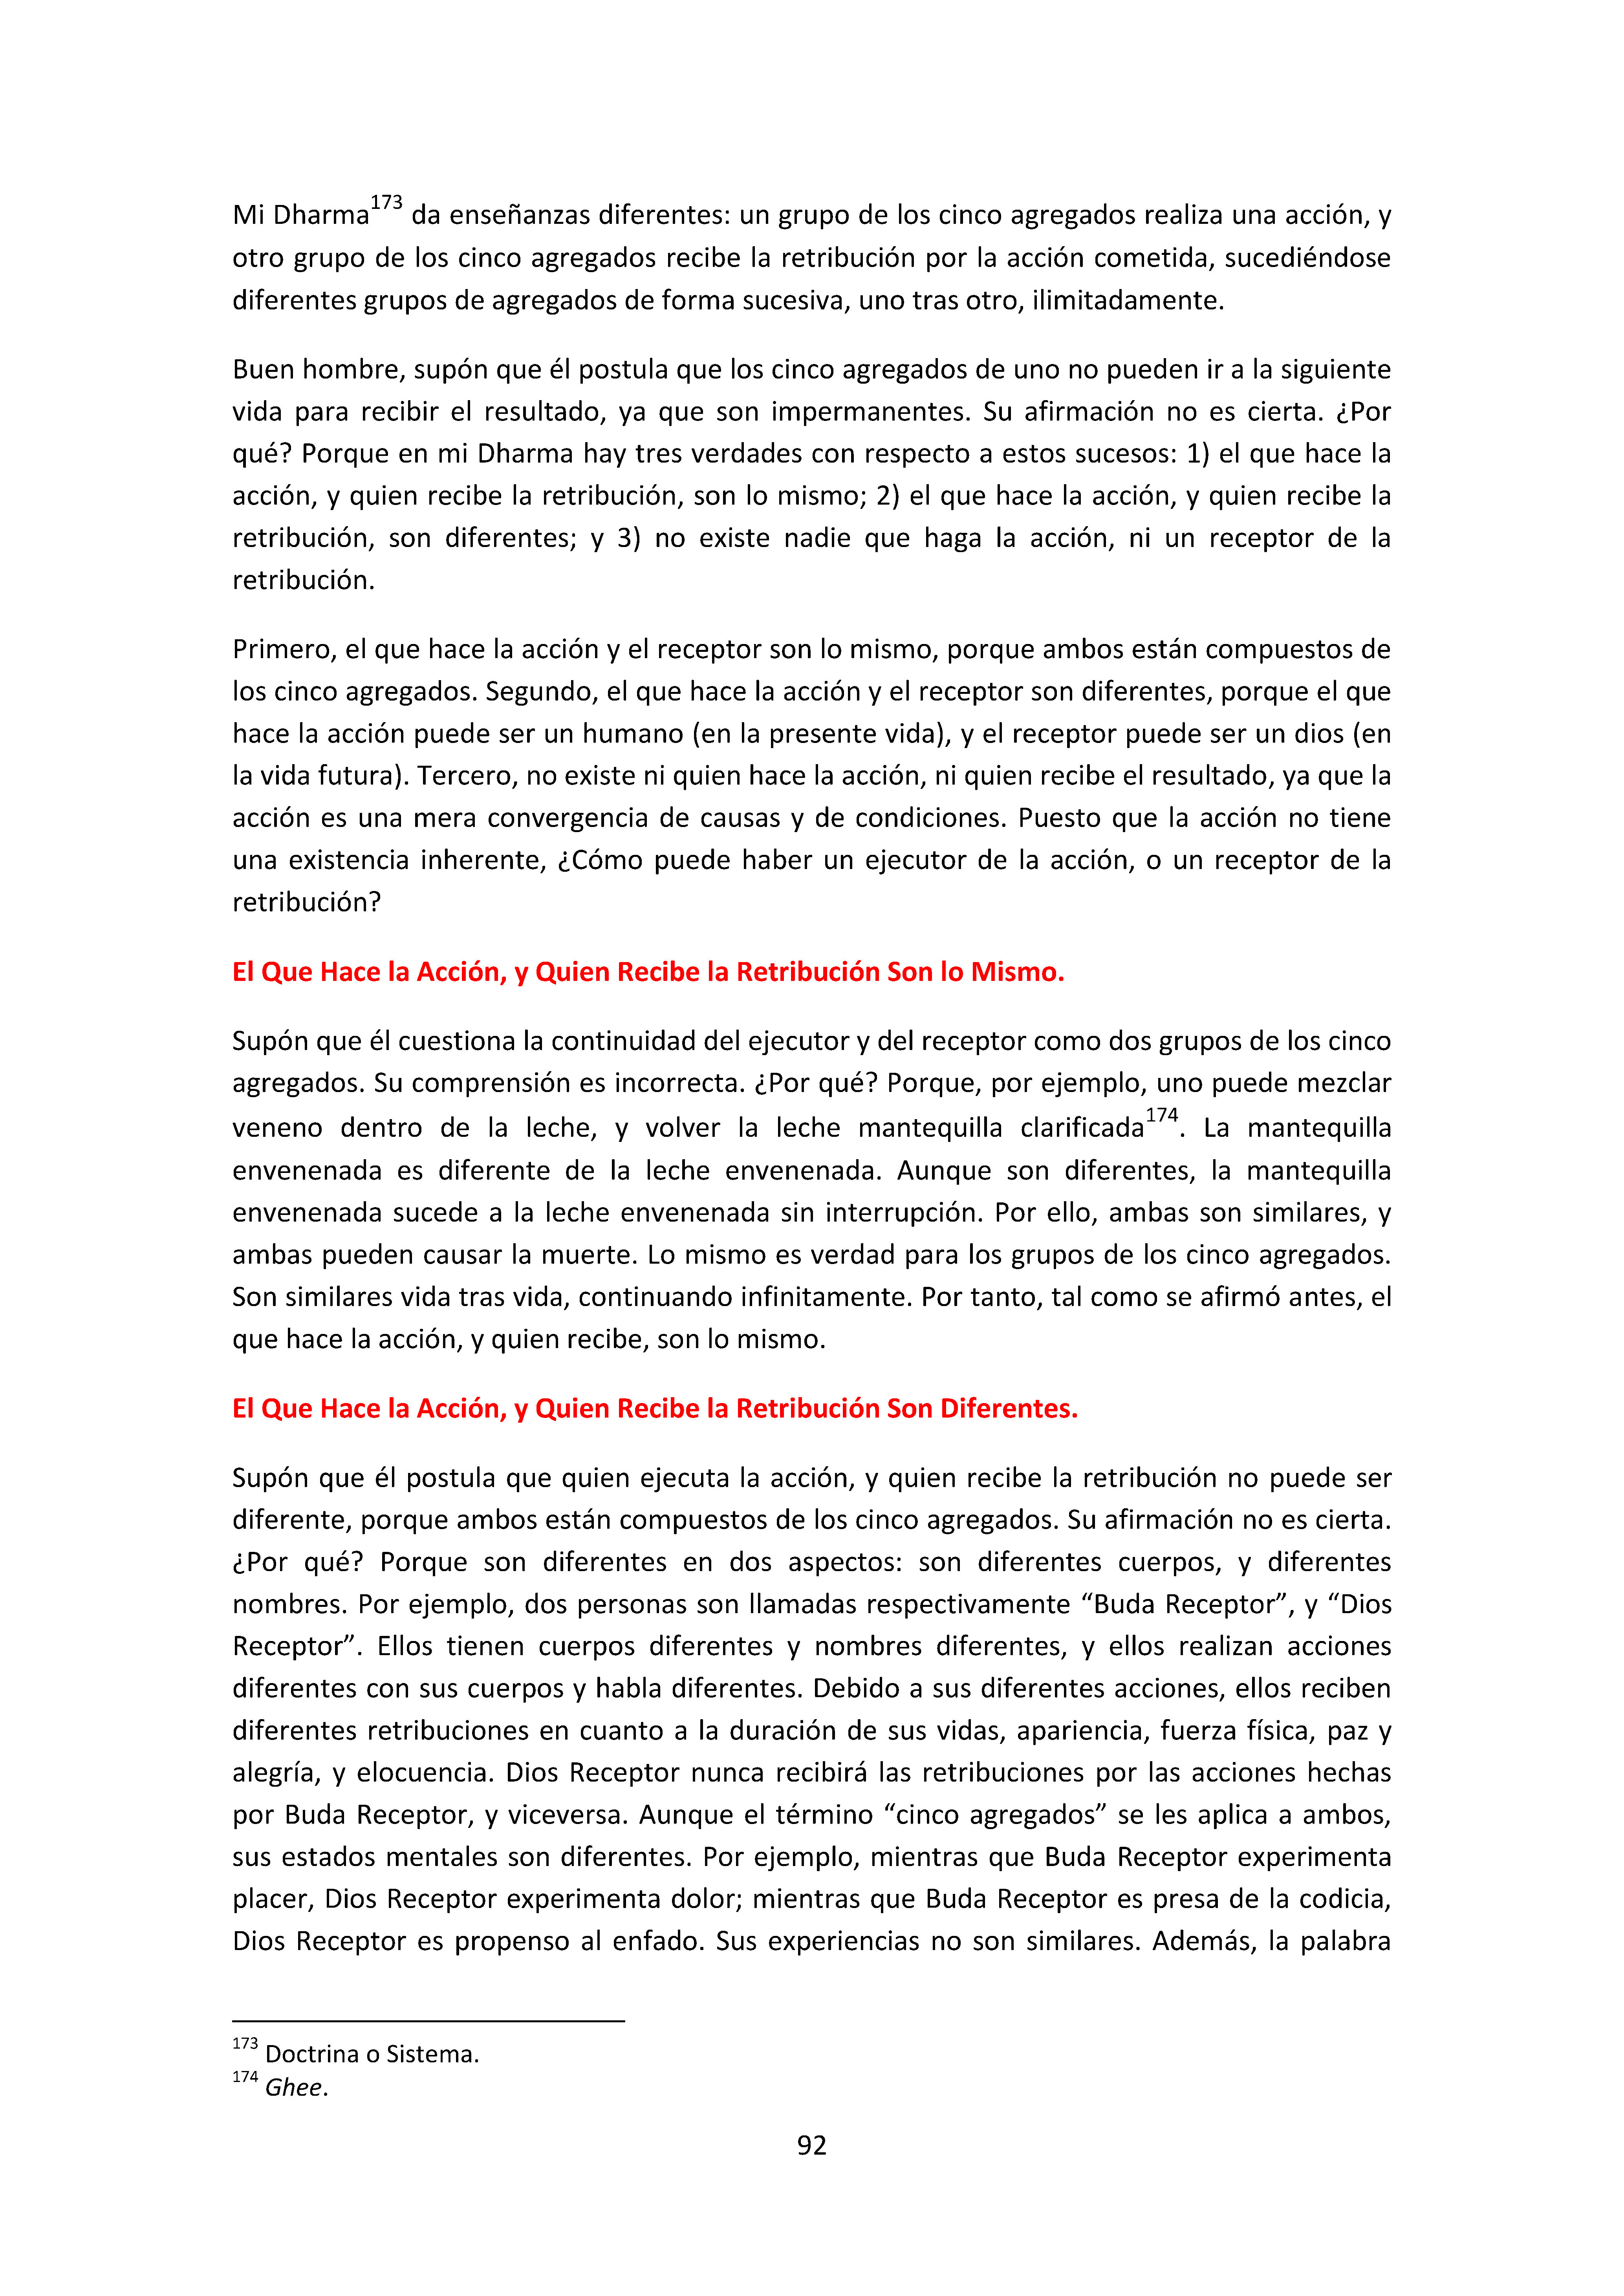 Mi Dharma173 da enseñanzas diferentes: un grupo de los cinco agregados realiza una acción, y
otro grupo de los cinco agregados recibe la retribución por la acción cometida, sucediéndose
diferentes grupos de agregados de forma sucesiva, uno tras otro, ilimitadamente.
Buen hombre, supón que él postula que los cinco agregados de uno no pueden ir a la siguiente
vida para recibir el resultado, ya que son impermanentes. Su afirmación no es cierta. ¿Por
qué? Porque en mi Dharma hay tres verdades con respecto a estos sucesos: 1) el que hace la
acción, y quien recibe la retribución, son lo mismo; 2) el que hace la acción, y quien recibe la
retribución, son diferentes; y 3) no existe nadie que haga la acción, ni un receptor de la
retribución.
Primero, el que hace la acción y el receptor son lo mismo, porque ambos están compuestos de
los cinco agregados. Segundo, el que hace la acción y el receptor son diferentes, porque el que
hace la acción puede ser un humano (en la presente vida), y el receptor puede ser un dios (en
la vida futura). Tercero, no existe ni quien hace la acción, ni quien recibe el resultado, ya que la
acción es una mera convergencia de causas y de condiciones. Puesto que la acción no tiene
una existencia inherente, ¿Cómo puede haber un ejecutor de la acción, o un receptor de la
retribución?
El Que Hace la Acción, y Quien Recibe la Retribución Son lo Mismo.
Supón que él cuestiona la continuidad del ejecutor y del receptor como dos grupos de los cinco
agregados. Su comprensión es incorrecta. ¿Por qué? Porque, por ejemplo, uno puede mezclar
veneno dentro de la leche, y volver la leche mantequilla clarificada174. La mantequilla
envenenada es diferente de la leche envenenada. Aunque son diferentes, la mantequilla
envenenada sucede a la leche envenenada sin interrupción. Por ello, ambas son similares, y
ambas pueden causar la muerte. Lo mismo es verdad para los grupos de los cinco agregados.
Son similares vida tras vida, continuando infinitamente. Por tanto, tal como se afirmó antes, el
que hace la acción, y quien recibe, son lo mismo.
El Que Hace la Acción, y Quien Recibe la Retribución Son Diferentes.
Supón que él postula que quien ejecuta la acción, y quien recibe la retribución no puede ser
diferente, porque ambos están compuestos de los cinco agregados. Su afirmación no es cierta.
¿Por qué? Porque son diferentes en dos aspectos: son diferentes cuerpos, y diferentes
nombres. Por ejemplo, dos personas son llamadas respectivamente “Buda Receptor”, y “Dios
Receptor”. Ellos tienen cuerpos diferentes y nombres diferentes, y ellos realizan acciones
diferentes con sus cuerpos y habla diferentes. Debido a sus diferentes acciones, ellos reciben
diferentes retribuciones en cuanto a la duración de sus vidas, apariencia, fuerza física, paz y
alegría, y elocuencia. Dios Receptor nunca recibirá las retribuciones por las acciones hechas
por Buda Receptor, y viceversa. Aunque el término “cinco agregados” se les aplica a ambos,
sus estados mentales son diferentes. Por ejemplo, mientras que Buda Receptor experimenta
placer, Dios Receptor experimenta dolor; mientras que Buda Receptor es presa de la codicia,
Dios Receptor es propenso al enfado. Sus experiencias no son similares. Además, la palabra
173 Doctrina o Sistema.
174 Ghee.
92